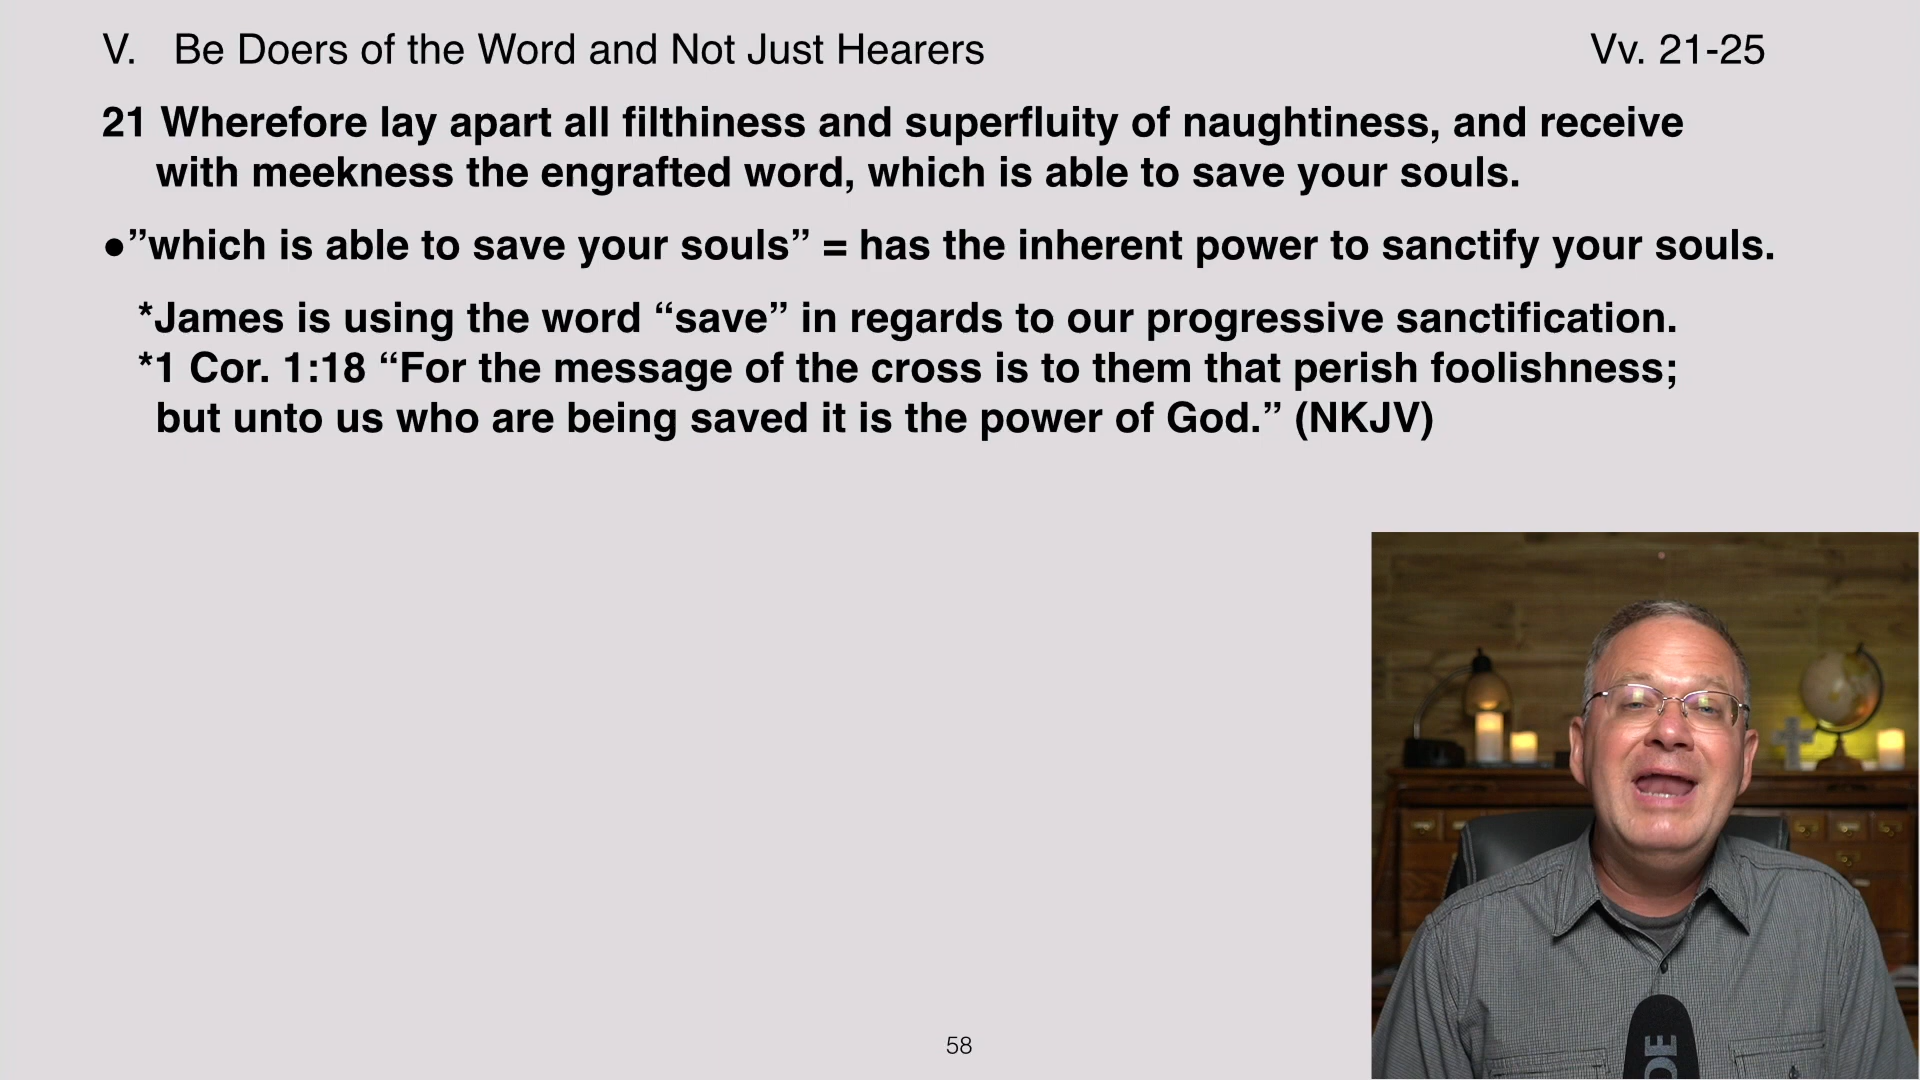 V. Be Doers of the Word and Not Just Hearers Vv. 21-25
21 Wherefore lay apart all filthiness and superfluity of naughtiness, and receive
with meekness the engrafted word, which is able to save your souls.
●”which is able to save your souls” = has the inherent power to sanctify your souls.
*James is using the word “save” in regards to our progressive sanctification.
*1 Cor. 1:18 “For the message of the cross is to them that perish foolishness;
but unto us who are being saved it is the power of God.” (NKJV)
58